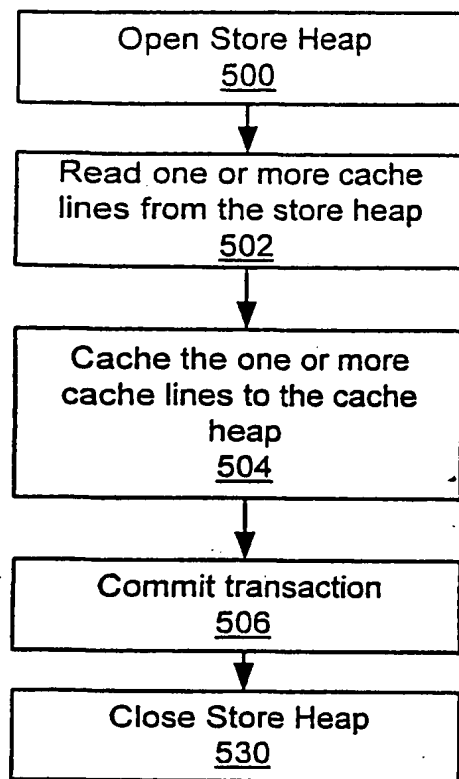 Open Store Heap
500
Read one or more cache
lines from the store heap
502
Cache the one or more
cache lines to the cache
heap
504
Commit transaction
506
Close Store Heap
530